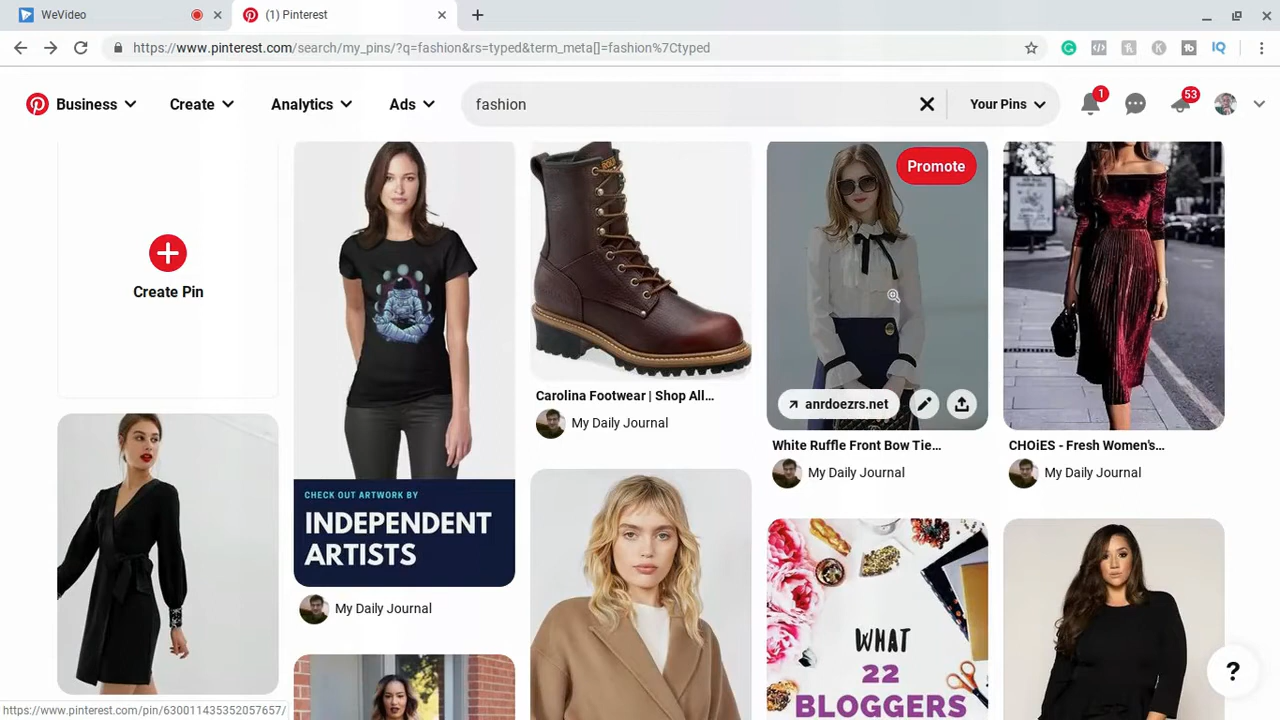 WeVideo
(1) Pinterest
https://www.pinterest.com/search/my_pins/?q=fashion&rs=typed&term_meta[]=fashion%7Ctyped
Business
Create
Analytics
Ads
fashion
Your Pins
1
53
Create Pin
CHECK OUT ARTWORK BY
INDEPENDENT
ARTISTS
My Daily Journal
Carolina Footwear | Shop All...
My Daily Journal
Promote
anrdoezrs.net
White Ruffle Front Bow Tie...
My Daily Journal
CHOiES - Fresh Women's...
My Daily Journal
WHAT
22
BLOGGERS
?
https://www.pinterest.com/pin/630011435352057657/